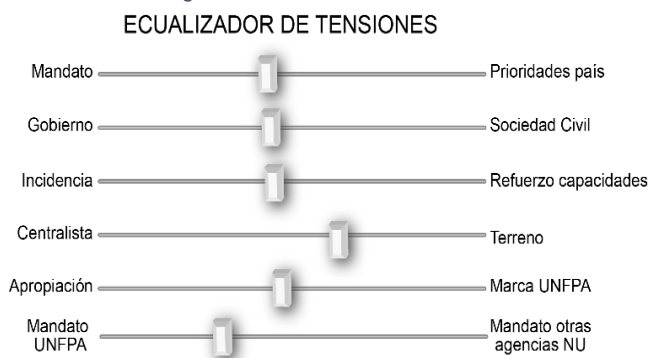 ECUALIZADOR DE TENSIONES
Mandato Prioridades país
Gobierno Sociedad Civil
Incidencia Refuerzo capacidades
Centralista Terreno
Apropiación Marca UNFPA
Mandato
UNFPA
Mandato otras
agencias NU